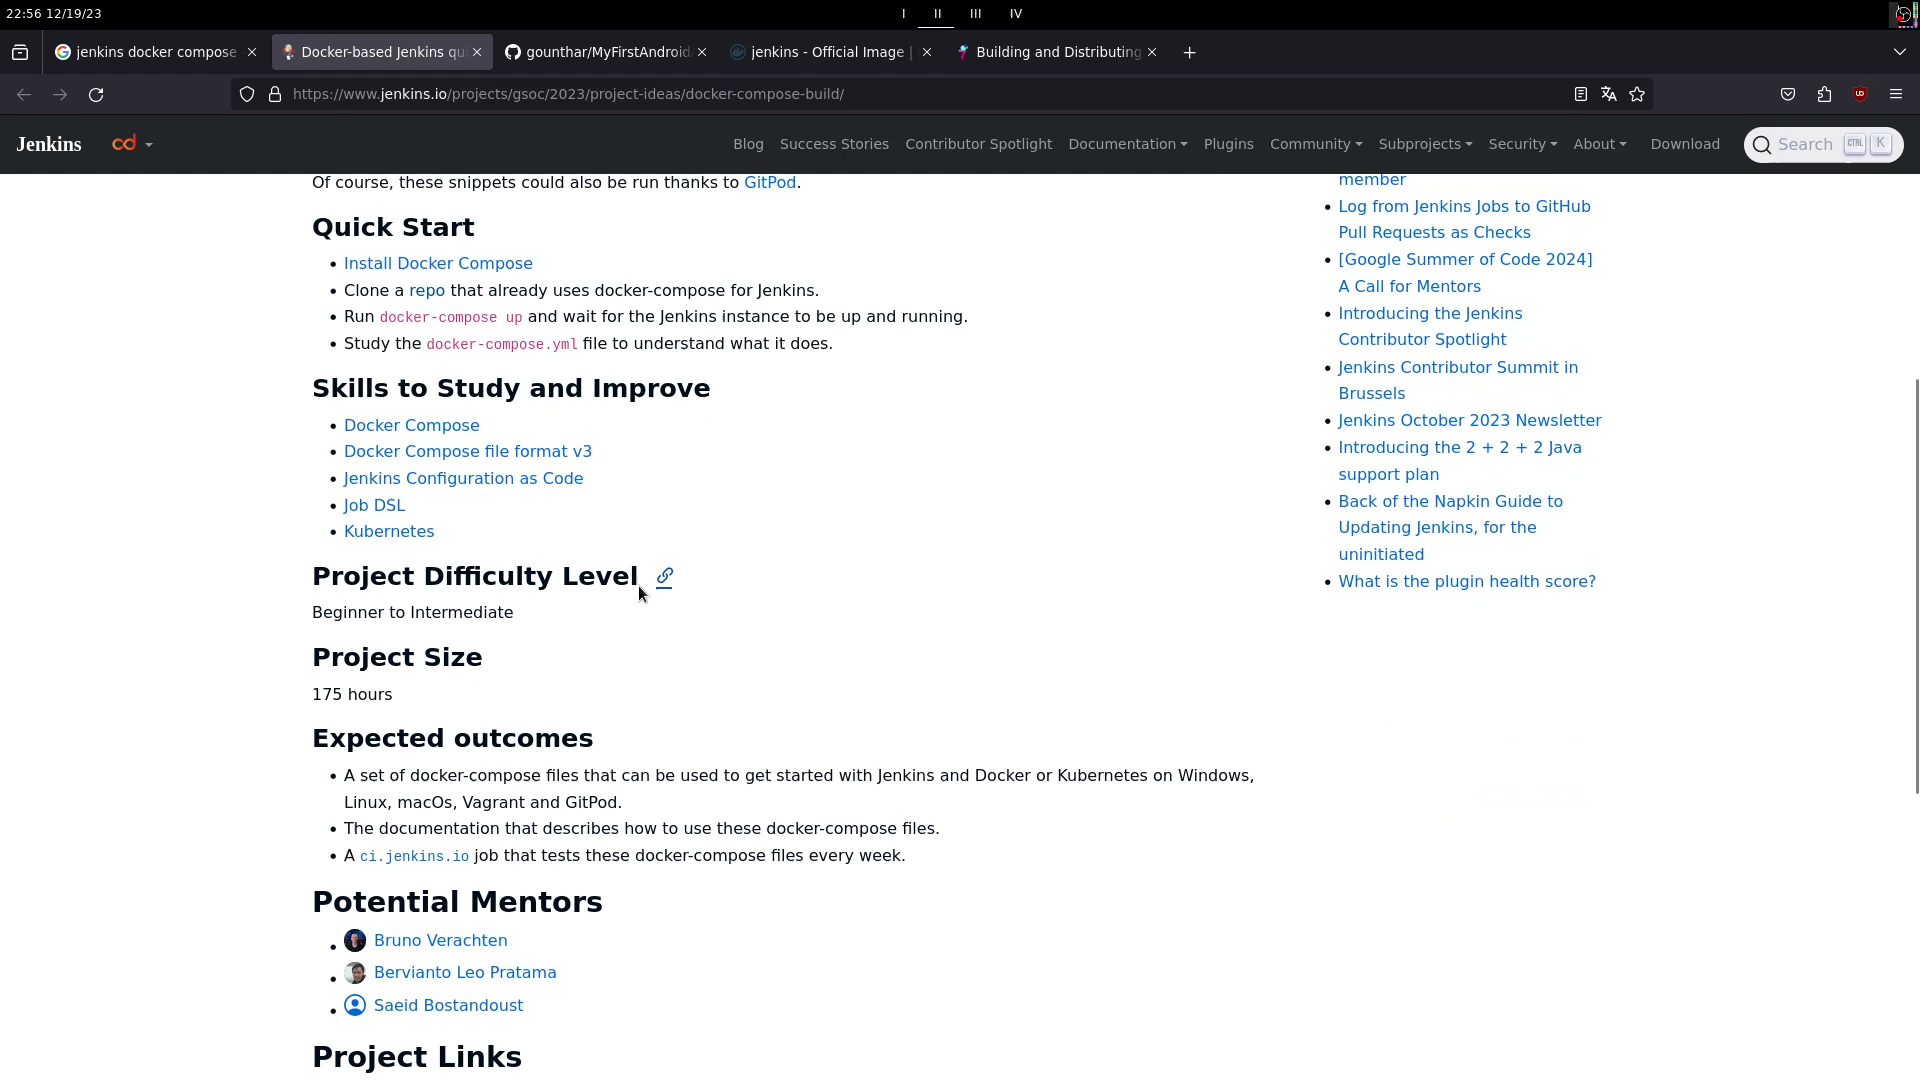 22:56 12/19/23
I II III IV
jenkins docker compose
Docker-based Jenkins qui
gounthar/MyFirstAndroid
jenkins - Official Image |
Building and Distributing
https://www.jenkins.io/projects/gsoc/2023/project-ideas/docker-compose-build/
Jenkins
cd
Blog Success Stories Contributor Spotlight Documentation Plugins Community Subprojects Security About Download
Search CTRL K
Of course, these snippets could also be run thanks to GitPod.
Quick Start
Install Docker Compose
Clone a repo that already uses docker-compose for Jenkins.
Run docker-compose up and wait for the Jenkins instance to be up and running.
Study the docker-compose.yml file to understand what it does.
Skills to Study and Improve
Docker Compose
Docker Compose file format v3
Jenkins Configuration as Code
Job DSL
Kubernetes
Project Difficulty Level
Beginner to Intermediate
Project Size
175 hours
Expected outcomes
A set of docker-compose files that can be used to get started with Jenkins and Docker or Kubernetes on Windows,
Linux, macOs, Vagrant and GitPod.
The documentation that describes how to use these docker-compose files.
A ci.jenkins.io job that tests these docker-compose files every week.
Potential Mentors
Bruno Verachten
Bervianto Leo Pratama
Saeid Bostandoust
Project Links
member
Log from Jenkins Jobs to GitHub
Pull Requests as Checks
[Google Summer of Code 2024]
A Call for Mentors
Introducing the Jenkins
Contributor Spotlight
Jenkins Contributor Summit in
Brussels
Jenkins October 2023 Newsletter
Introducing the 2 + 2 + 2 Java
support plan
Back of the Napkin Guide to
Updating Jenkins, for the
uninitiated
What is the plugin health score?